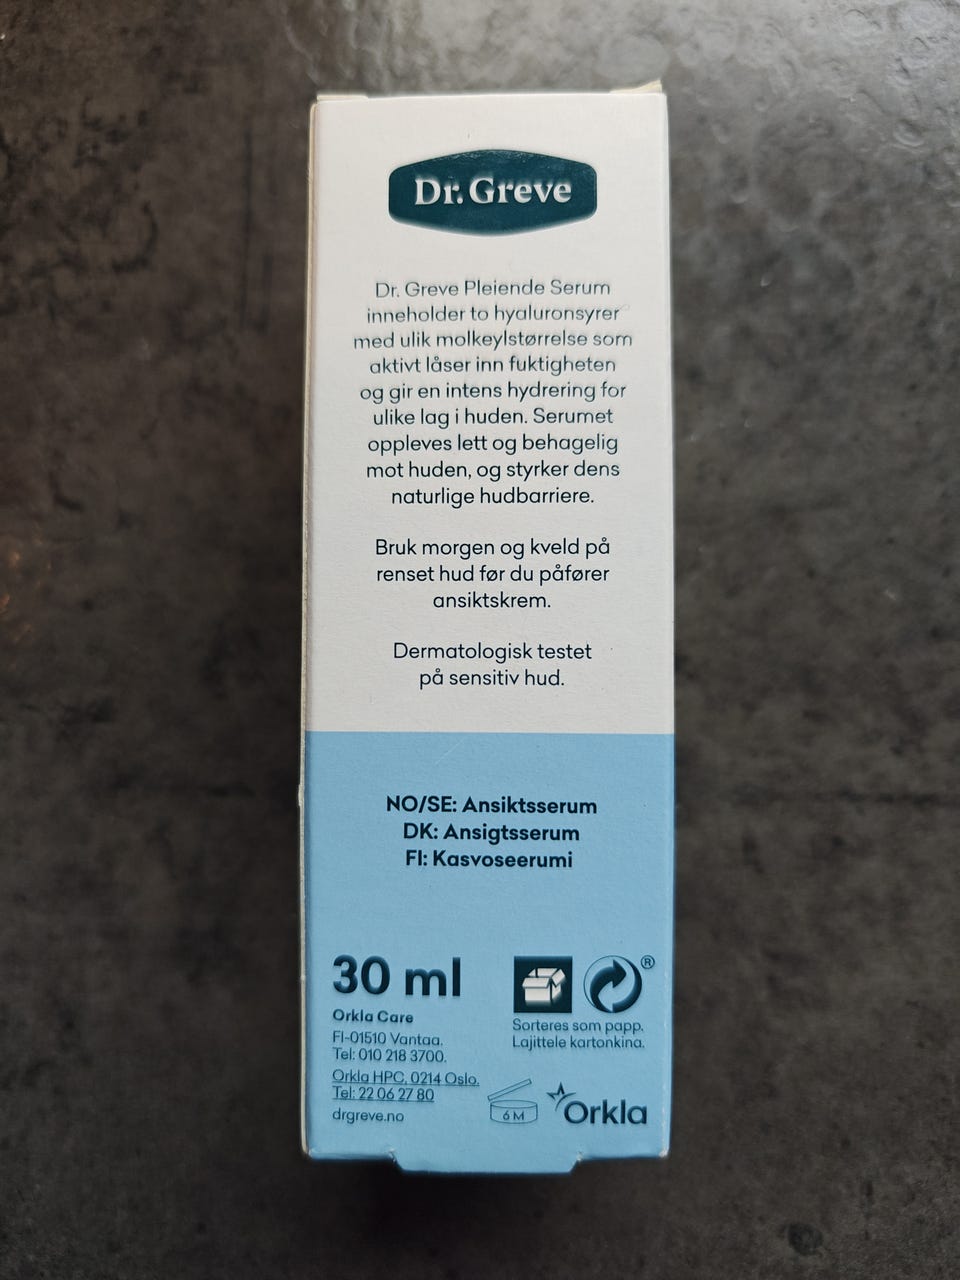 Dr. Greve
Dr. Greve Pleiende Serum
inneholder to hyaluronsyrer
med ulik molkeylstørrelse som
aktivt låser inn fuktigheten
og gir en intens hydrering for
ulike lag i huden. Serumet
oppleves lett og behagelig
mot huden, og styrker dens
naturlige hudbarriere.
Bruk morgen og kveld på
renset hud før du påfører
ansiktskrem.
Dermatologisk testet
på sensitiv hud.
NO/SE: Ansiktsserum
DK: Ansigtsserum
FI: Kasvoseerumi
30 ml
Orkla Care
FI-01510 Vantaa.
Tel: 010 218 3700.
Orkla HPC, 0214 Oslo.
Tel: 22 06 27 80
drgreve.no
®
Sorteres som papp.
Lajittele kartonkina.
6 M
Orkla